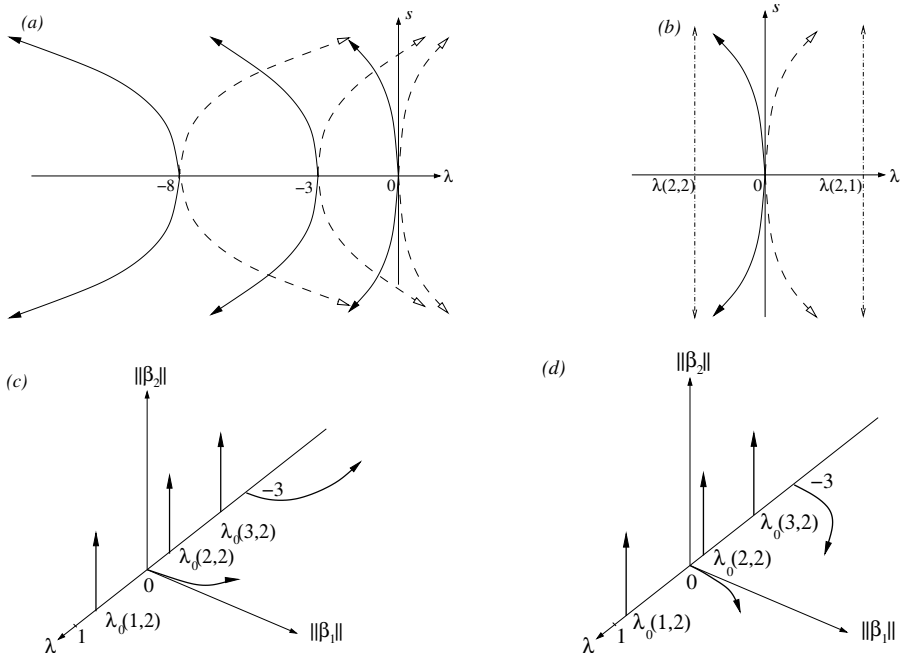 (a)
s
−8
−3
0
λ
(b)
s
λ(2,2)
0
λ(2,1)
λ
(c)
||β₂||
−3
λ₀(3,2)
λ₀(2,2)
0
λ₀(1,2)
1
λ
||β₁||
(d)
||β₂||
−3
λ₀(3,2)
λ₀(2,2)
0
λ₀(1,2)
1
λ
||β₁||